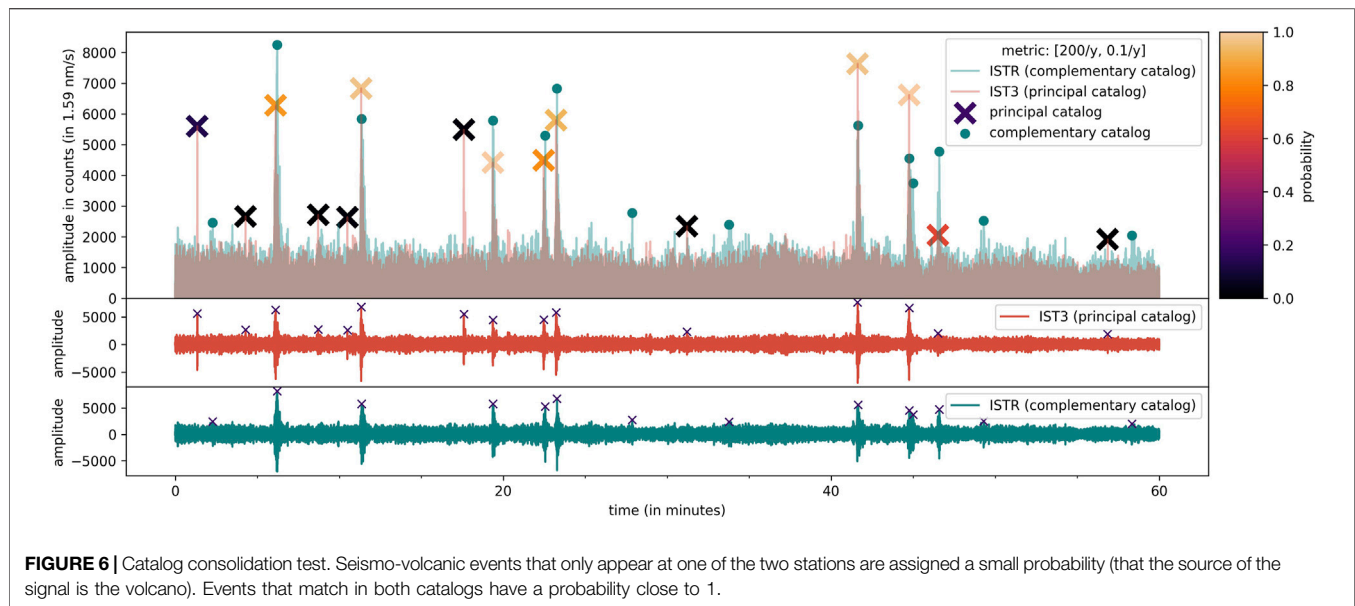 metric: [200/y, 0.1/y]
ISTR (complementary catalog)
IST3 (principal catalog)
principal catalog
complementary catalog
amplitude in counts (in 1.59 nm/s)
8000
7000
6000
5000
4000
3000
2000
1000
0
1.0
0.8
0.6
0.4
0.2
0.0
probability
IST3 (principal catalog)
amplitude
5000
0
−5000
ISTR (complementary catalog)
amplitude
5000
0
−5000
0 20 40 60
time (in minutes)
FIGURE 6 | Catalog consolidation test. Seismo-volcanic events that only appear at one of the two stations are assigned a small probability (that the source of the
signal is the volcano). Events that match in both catalogs have a probability close to 1.